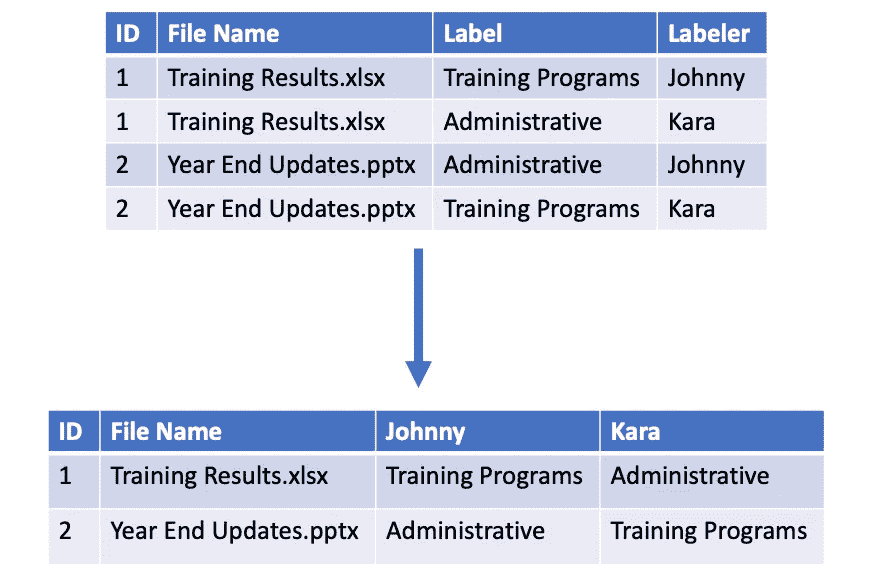 ID File Name Label Labeler
1 Training Results.xlsx Training Programs Johnny
1 Training Results.xlsx Administrative Kara
2 Year End Updates.pptx Administrative Johnny
2 Year End Updates.pptx Training Programs Kara
ID File Name Johnny Kara
1 Training Results.xlsx Training Programs Administrative
2 Year End Updates.pptx Administrative Training Programs